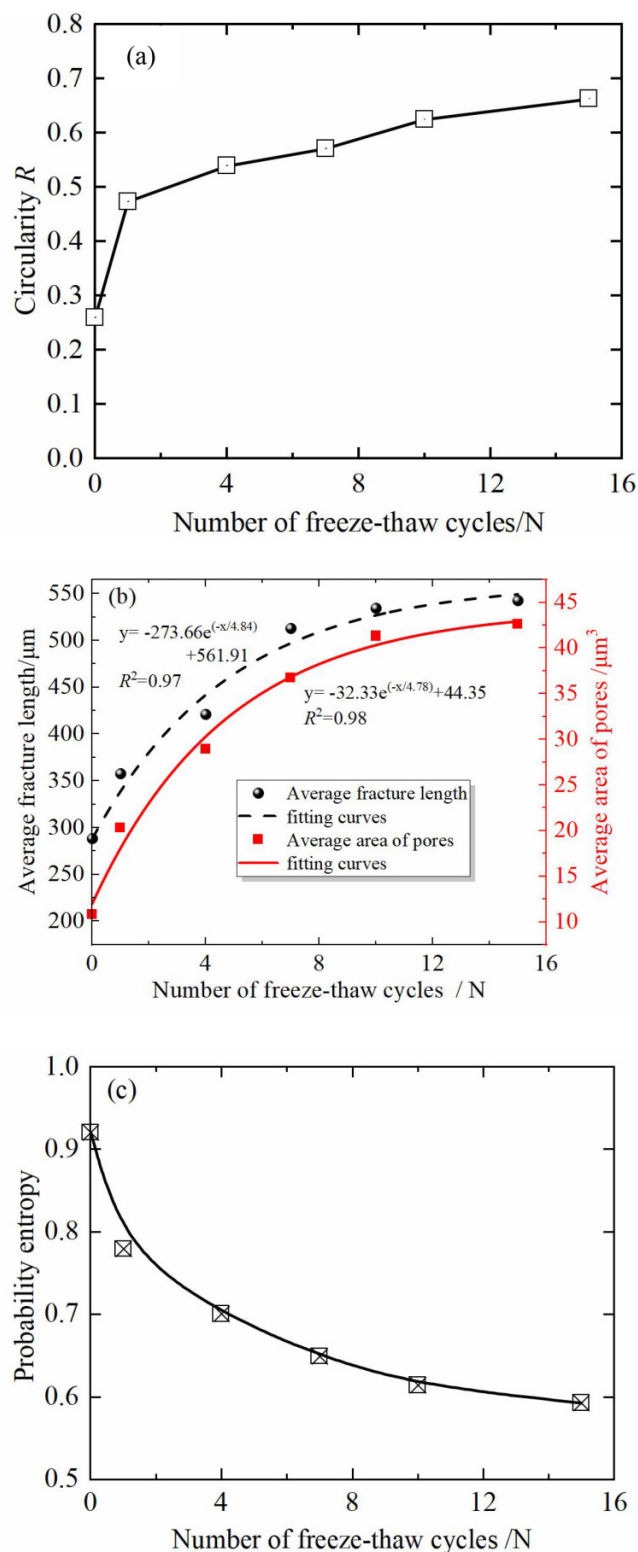 (a)
0.8
0.7
0.6
0.5
0.4
0.3
0.2
0.1
0.0
Circularity R
0 4 8 12 16
Number of freeze-thaw cycles/N
(b)
550
500
450
400
350
300
250
200
Average fracture length/μm
y= -273.66e(-x/4.84)
+561.91
R²=0.97
y= -32.33e(-x/4.78)+44.35
R²=0.98
Average fracture length
fitting curves
Average area of pores
fitting curves
45
40
35
30
25
20
15
10
Average area of pores /μm³
0 4 8 12 16
Number of freeze-thaw cycles / N
(c)
1.0
0.9
0.8
0.7
0.6
0.5
Probability entropy
0 4 8 12 16
Number of freeze-thaw cycles /N